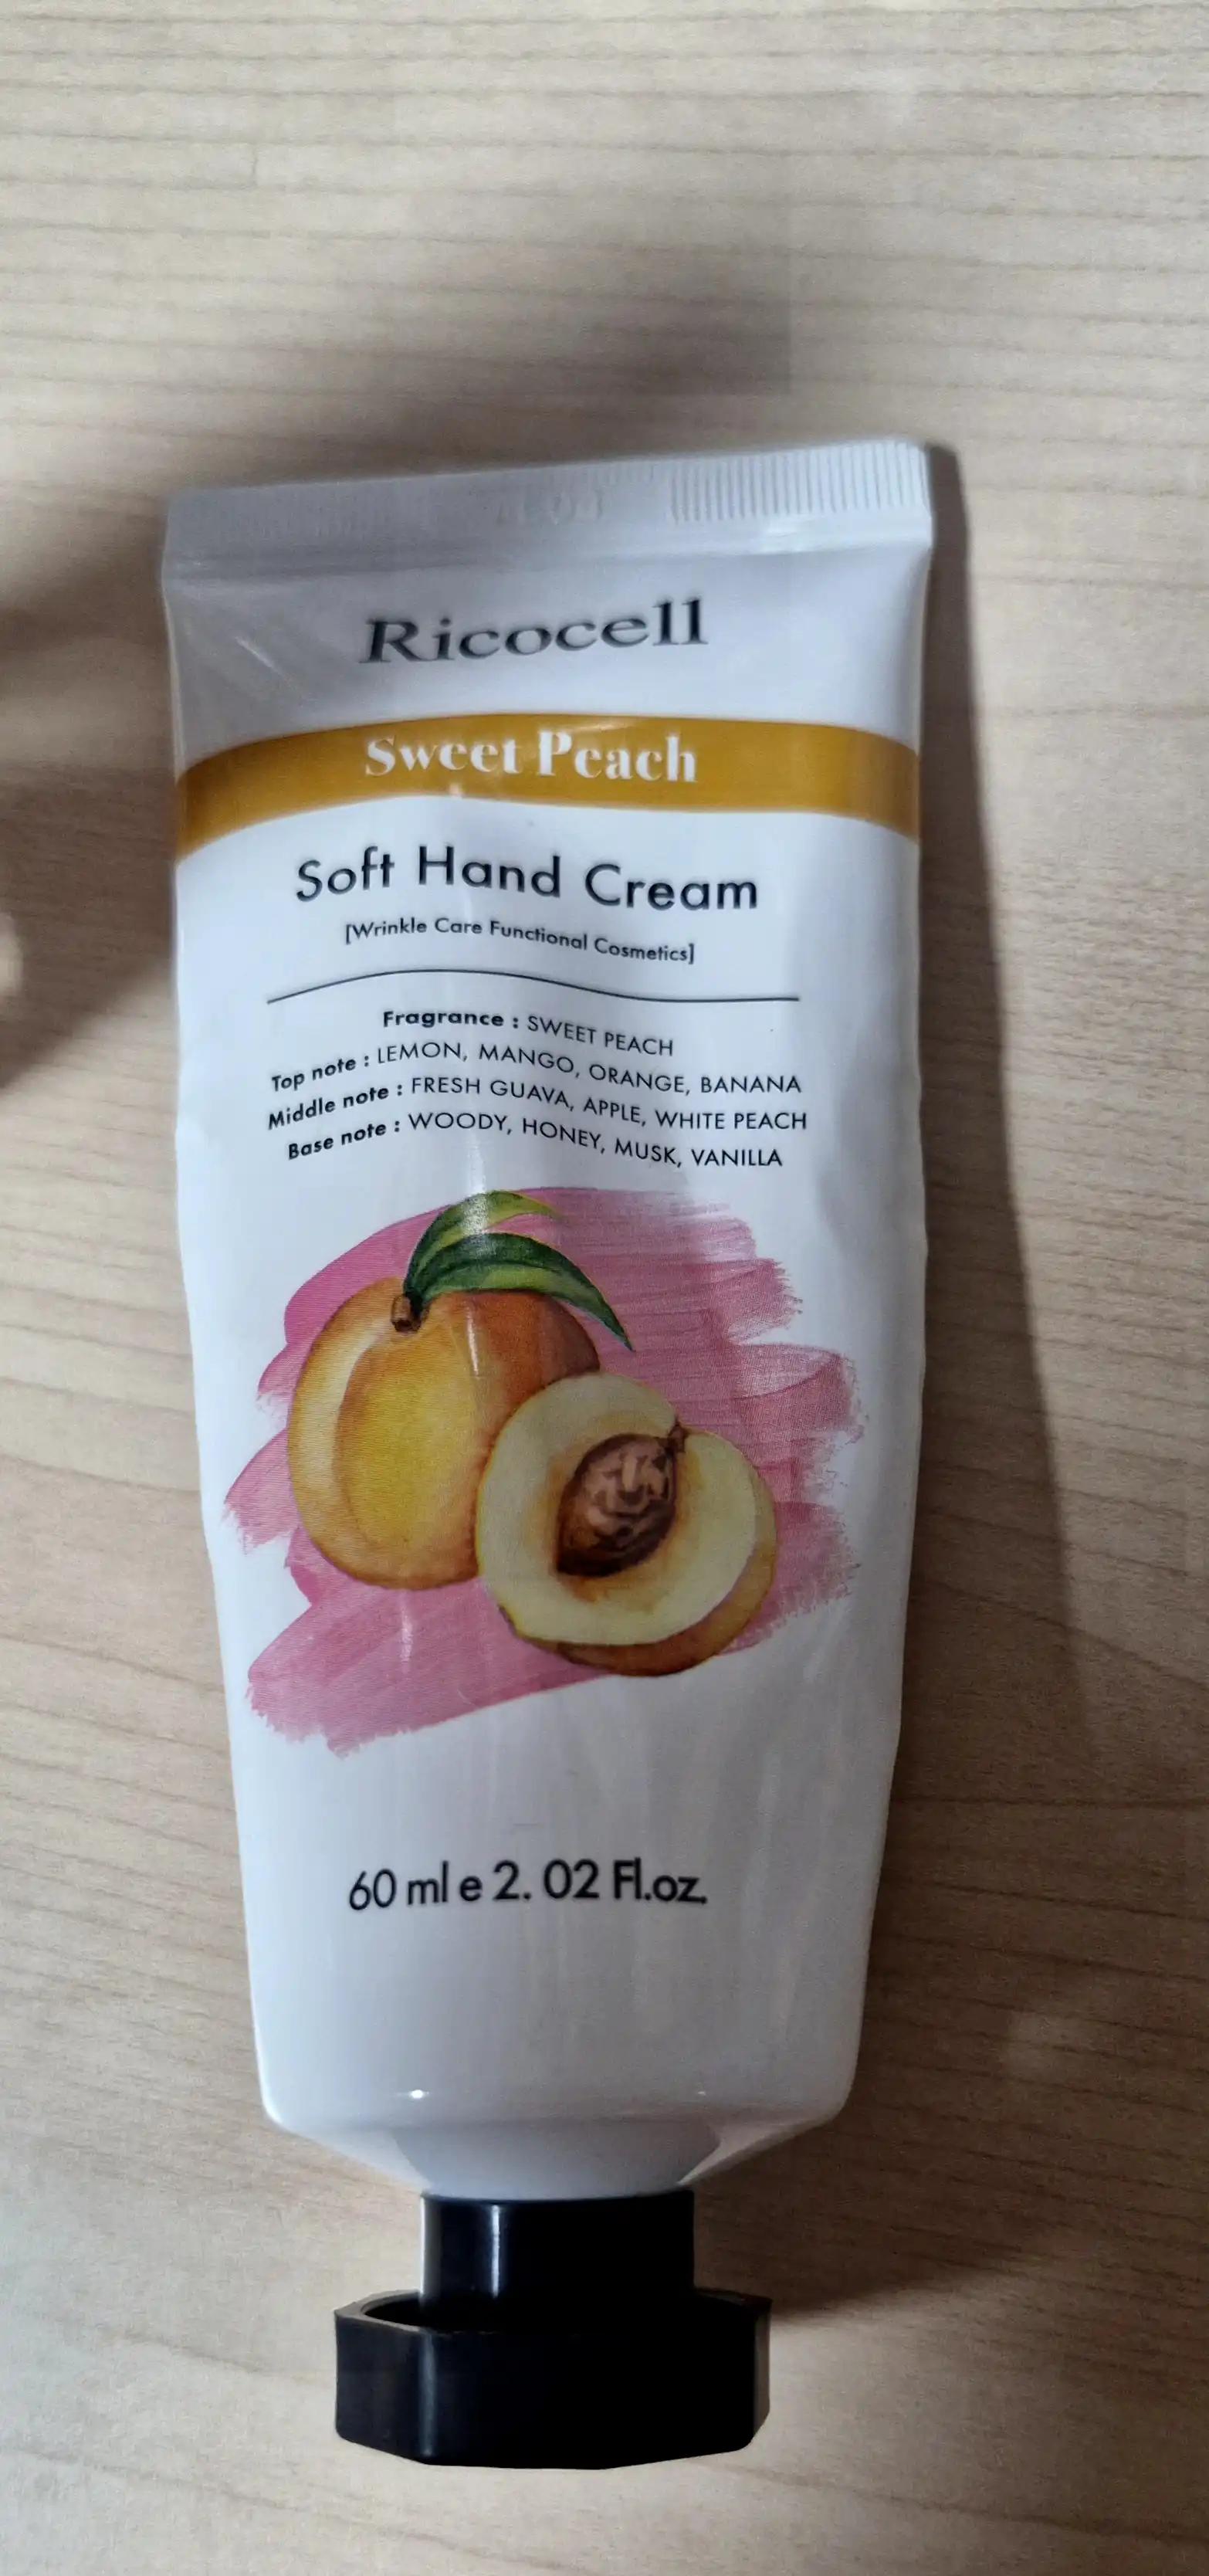 Ricocell
Sweet Peach
Soft Hand Cream
[Wrinkle Care Functional Cosmetics]
Fragrance : SWEET PEACH
Top note : LEMON, MANGO, ORANGE, BANANA
Middle note : FRESH GUAVA, APPLE, WHITE PEACH
Base note : WOODY, HONEY, MUSK, VANILLA
60 ml e 2. 02 Fl.oz.